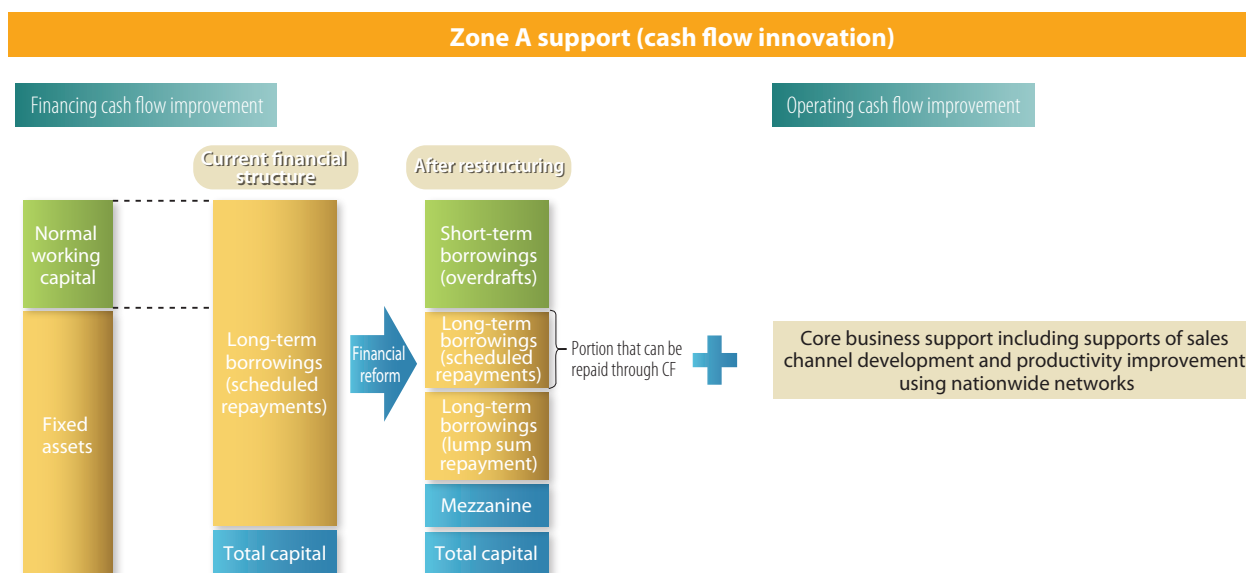 Zone A support (cash flow innovation)
Financing cash flow improvement
Operating cash flow improvement
Current financial
structure
After restructuring
Normal
working
capital
Fixed
assets
Long-term
borrowings
(scheduled
repayments)
Total capital
Financial
reform
Short-term
borrowings
(overdrafts)
Long-term
borrowings
(scheduled
repayments)
Long-term
borrowings
(lump sum
repayment)
Mezzanine
Total capital
Portion that can be
repaid through CF
Core business support including supports of sales
channel development and productivity improvement
using nationwide networks